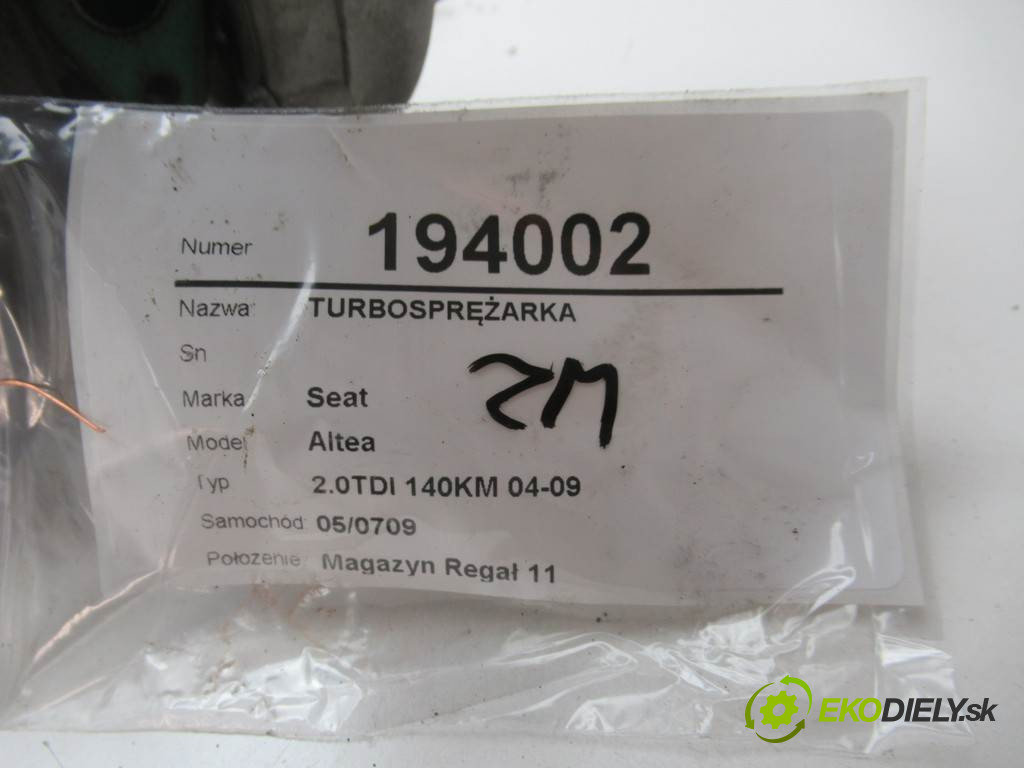 Numer 194002
Nazwa: TURBOSPRĘŻARKA
Sn
ZM
Marka Seat
Model Altea
Typ 2.0TDI 140KM 04-09
Samochód: 05/0709
Położenie: Magazyn Regał 11
EKODIELY.sk